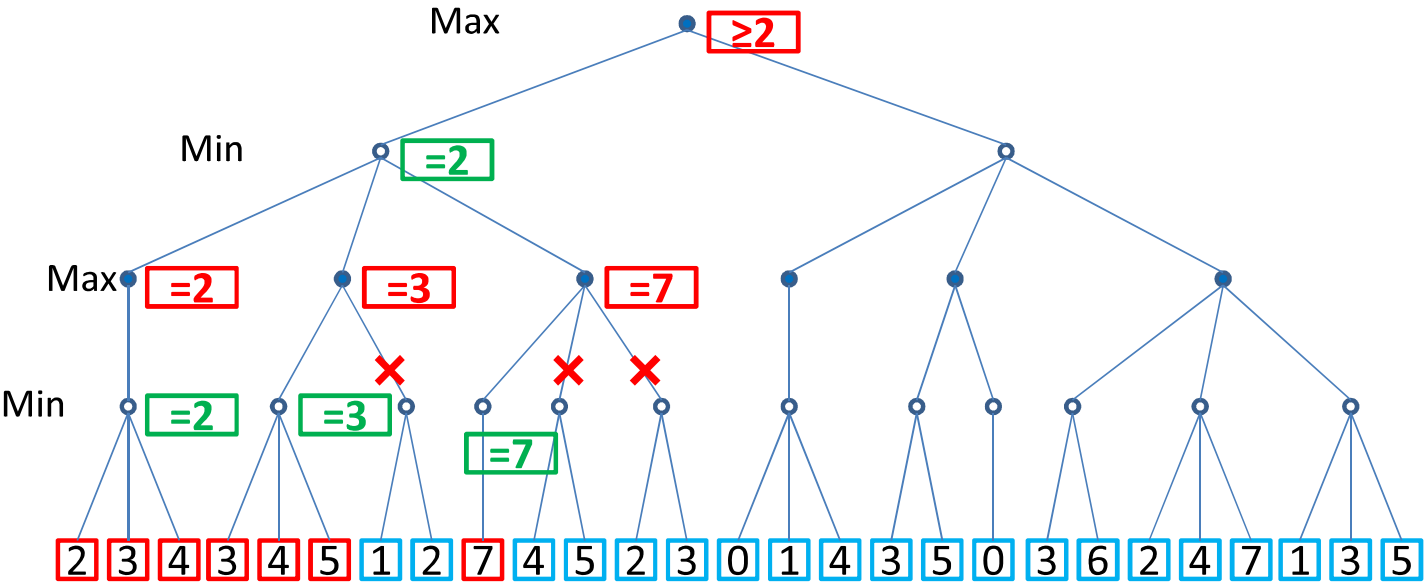 Max ≥2
Min =2
Max =2 =3 =7
Min =2 =3
=7
2 3 4 3 4 5 1 2 7 4 5 2 3 0 1 4 3 5 0 3 6 2 4 7 1 3 5